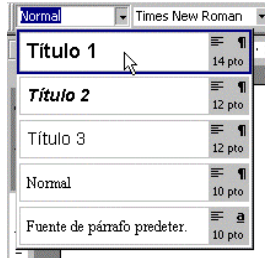 Normal Times New Roman
Título 1 ¶
14 pto
Título 2 ¶
12 pto
Título 3 ¶
12 pto
Normal ¶
10 pto
Fuente de párrafo predeter. a
10 pto